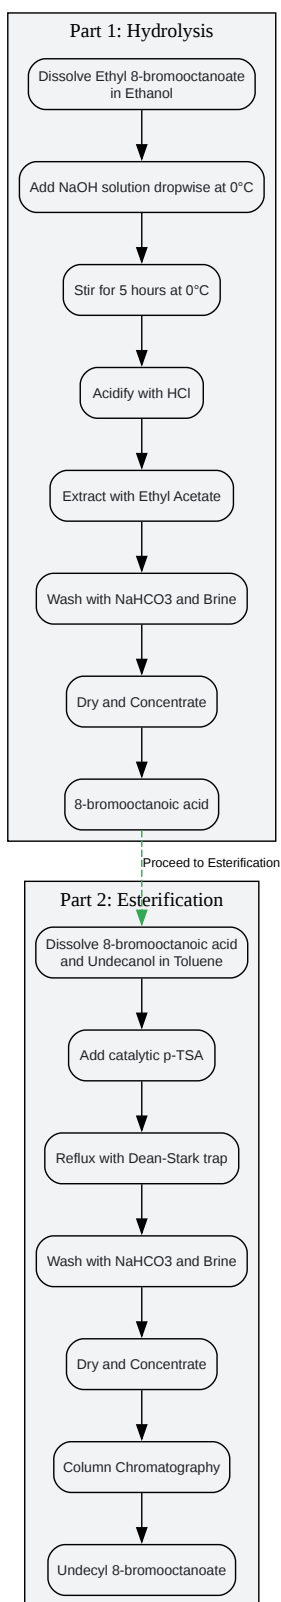 Part 1: Hydrolysis
Dissolve Ethyl 8-bromooctanoate
in Ethanol
Add NaOH solution dropwise at 0°C
Stir for 5 hours at 0°C
Acidify with HCl
Extract with Ethyl Acetate
Wash with NaHCO3 and Brine
Dry and Concentrate
8-bromooctanoic acid
Proceed to Esterification
Part 2: Esterification
Dissolve 8-bromooctanoic acid
and Undecanol in Toluene
Add catalytic p-TSA
Reflux with Dean-Stark trap
Wash with NaHCO3 and Brine
Dry and Concentrate
Column Chromatography
Undecyl 8-bromooctanoate